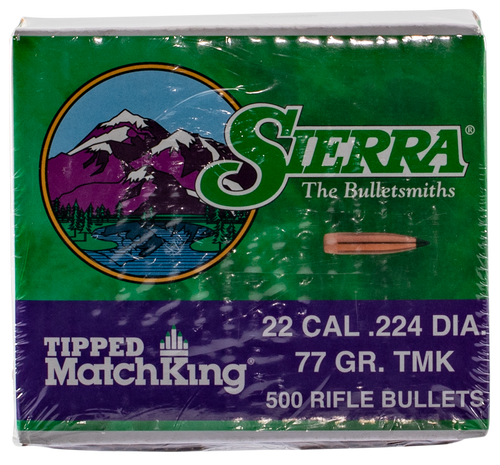 SIERRA®
The Bulletsmiths
22 CAL .224 DIA.
TIPPED
MatchKing®
77 GR. TMK
500 RIFLE BULLETS